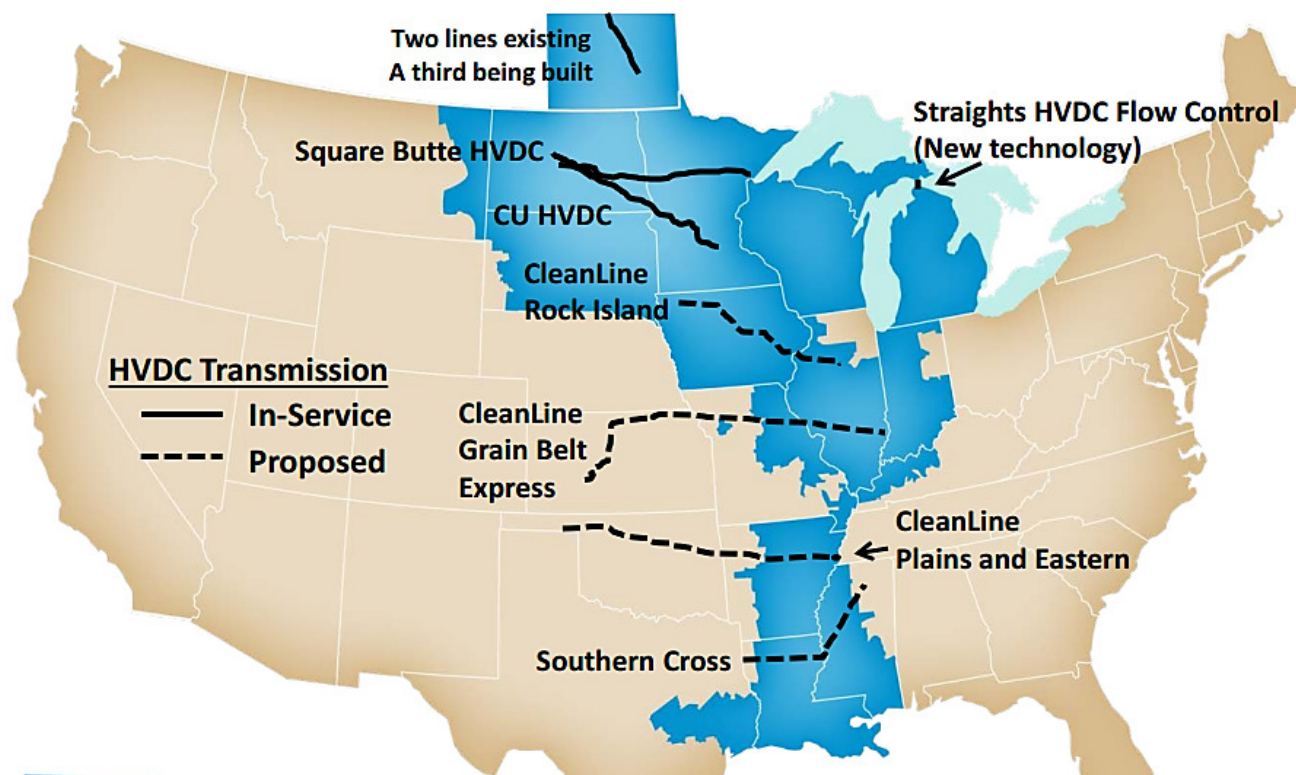 Two lines existing
A third being built
Straights HVDC Flow Control
(New technology)
Square Butte HVDC
CU HVDC
CleanLine
Rock Island
HVDC Transmission
In-Service
Proposed
CleanLine
Grain Belt
Express
CleanLine
Plains and Eastern
Southern Cross